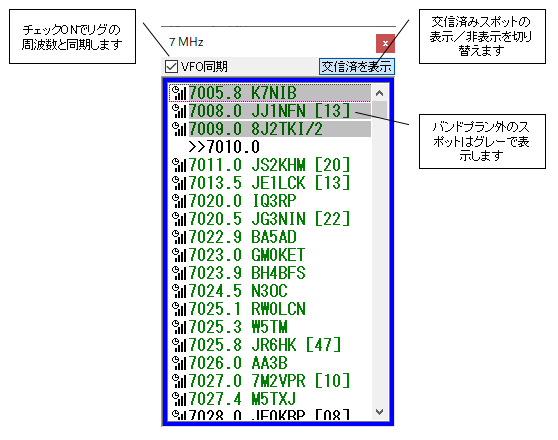 チェックONでリグの
周波数と同期します
交信済みスポットの
表示／非表示を切り
替えます
7 MHz
x
VFO同期
交信済を表示
7005.8 K7NIB
7008.0 JJ1NFN [13]
7009.0 8J2TKI/2
>>7010.0
7011.0 JS2KHM [20]
7013.5 JE1LCK [13]
7020.0 IQ3RP
7020.5 JG3NIN [22]
7022.9 BA5AD
7023.0 GM0KET
7023.9 BH4BFS
7024.5 N3OC
7025.1 RW0LCN
7025.3 W5TM
7025.8 JR6HK [47]
7026.0 AA3B
7027.0 7M2VPR [10]
7027.4 M5TXJ
7028.0
バンドプラン外のス
ポットはグレーで表
示します